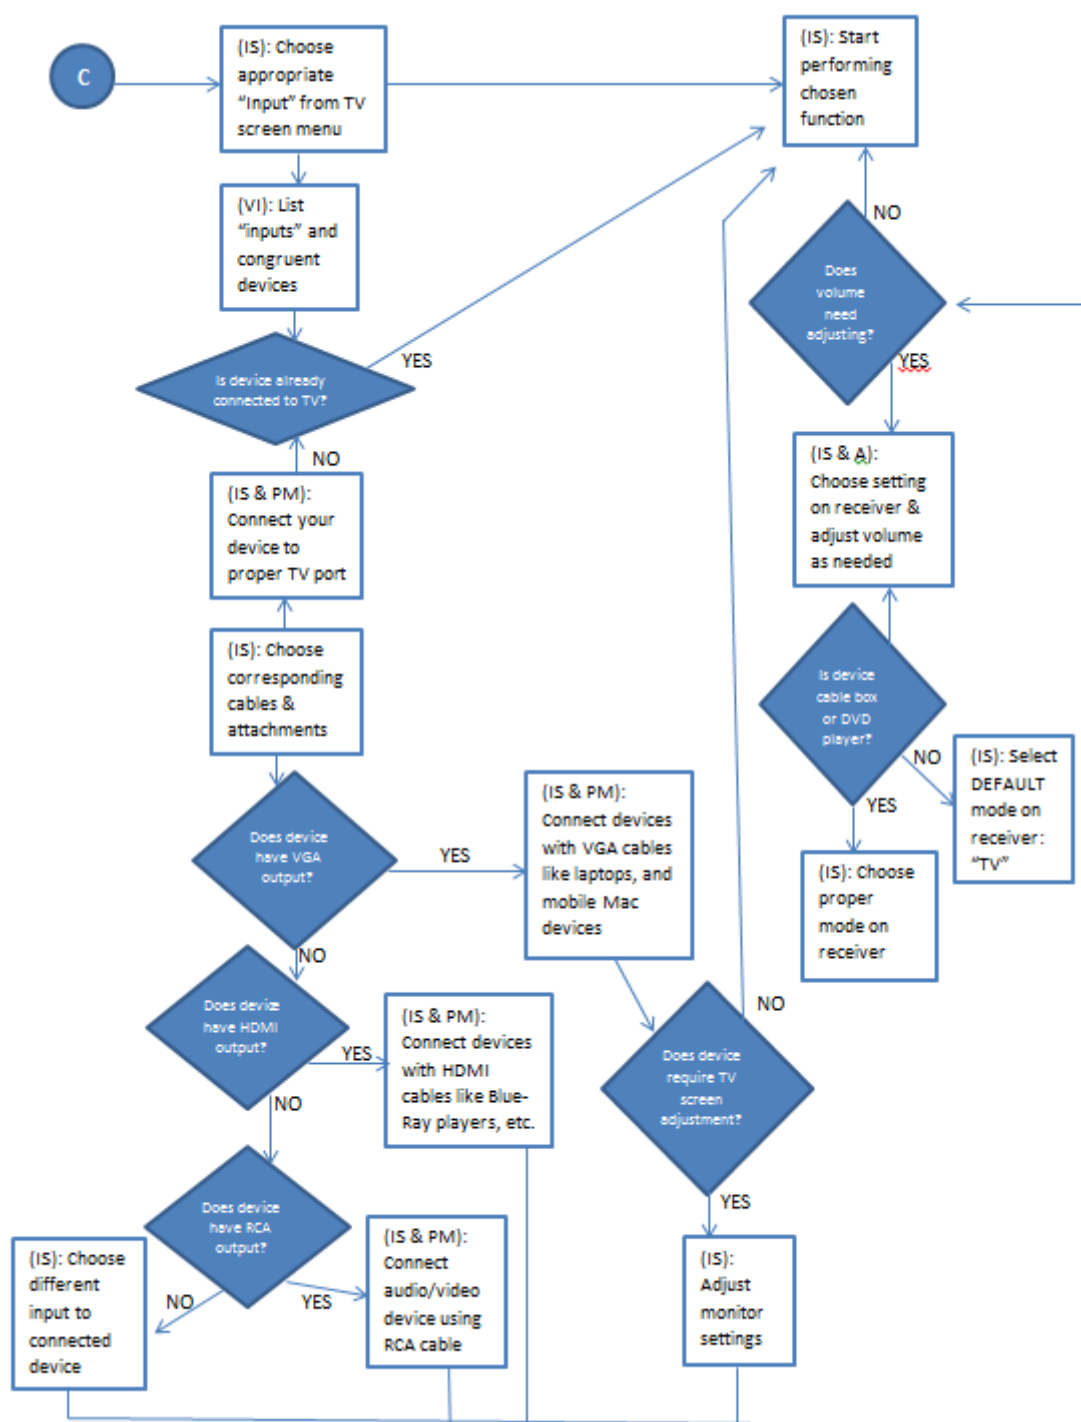 C
(IS): Choose
appropriate
“Input” from TV
screen menu
(IS): Start
performing
chosen
function
(VI): List
“inputs” and
congruent
devices
NO
Does
volume
need
adjusting?
YES
Is device already
connected to TV?
YES
NO
(IS & PM):
Connect your
device to
proper TV port
(IS & A):
Choose setting
on receiver &
adjust volume
as needed
(IS): Choose
corresponding
cables &
attachments
Is device
cable box
or DVD
player?
NO
YES
(IS): Select
DEFAULT
mode on
receiver:
“TV”
(IS): Choose
proper
mode on
receiver
Does device
have VGA
output?
YES
NO
(IS & PM):
Connect devices
with VGA cables
like laptops, and
mobile Mac
devices
Does device
have HDMI
output?
YES
NO
(IS & PM):
Connect devices
with HDMI
cables like Blue-
Ray players, etc.
NO
Does device
require TV
screen
adjustment?
YES
Does device
have RCA
output?
NO
YES
(IS): Choose
different
input to
connected
device
(IS & PM):
Connect
audio/video
device using
RCA cable
(IS):
Adjust
monitor
settings